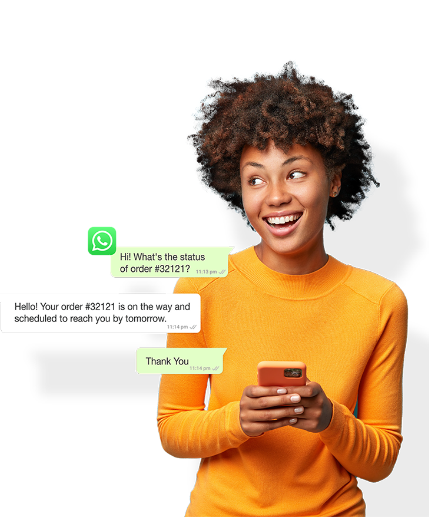 Hi! What's the status
of order #32121?
11:13 pm
Hello! Your order #32121 is on the way and
scheduled to reach you by tomorrow.
11:14 pm
Thank You
11:14 pm